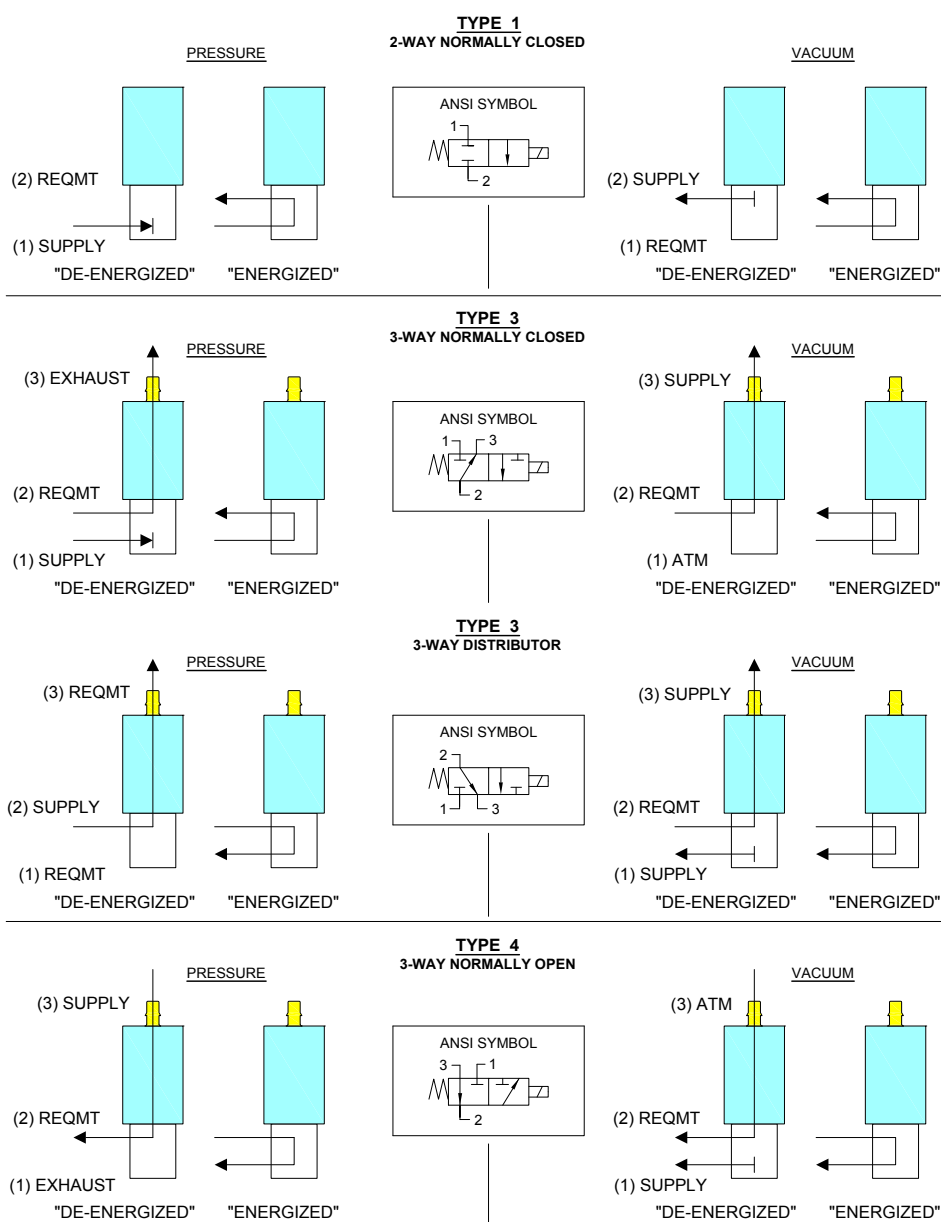 TYPE 1
2-WAY NORMALLY CLOSED
PRESSURE
VACUUM
ANSI SYMBOL
1
2
(2) REQMT
(1) SUPPLY
"DE-ENERGIZED" "ENERGIZED"
(2) SUPPLY
(1) REQMT
"DE-ENERGIZED" "ENERGIZED"
TYPE 3
3-WAY NORMALLY CLOSED
PRESSURE
VACUUM
(3) EXHAUST
(2) REQMT
(1) SUPPLY
"DE-ENERGIZED" "ENERGIZED"
ANSI SYMBOL
1 3
2
(3) SUPPLY
(2) REQMT
(1) ATM
"DE-ENERGIZED" "ENERGIZED"
TYPE 3
3-WAY DISTRIBUTOR
PRESSURE
VACUUM
(3) REQMT
(2) SUPPLY
(1) REQMT
"DE-ENERGIZED" "ENERGIZED"
ANSI SYMBOL
2
1 3
(3) SUPPLY
(2) REQMT
(1) SUPPLY
"DE-ENERGIZED" "ENERGIZED"
TYPE 4
3-WAY NORMALLY OPEN
PRESSURE
VACUUM
(3) SUPPLY
(2) REQMT
(1) EXHAUST
"DE-ENERGIZED" "ENERGIZED"
ANSI SYMBOL
3 1
2
(3) ATM
(2) REQMT
(1) SUPPLY
"DE-ENERGIZED" "ENERGIZED"